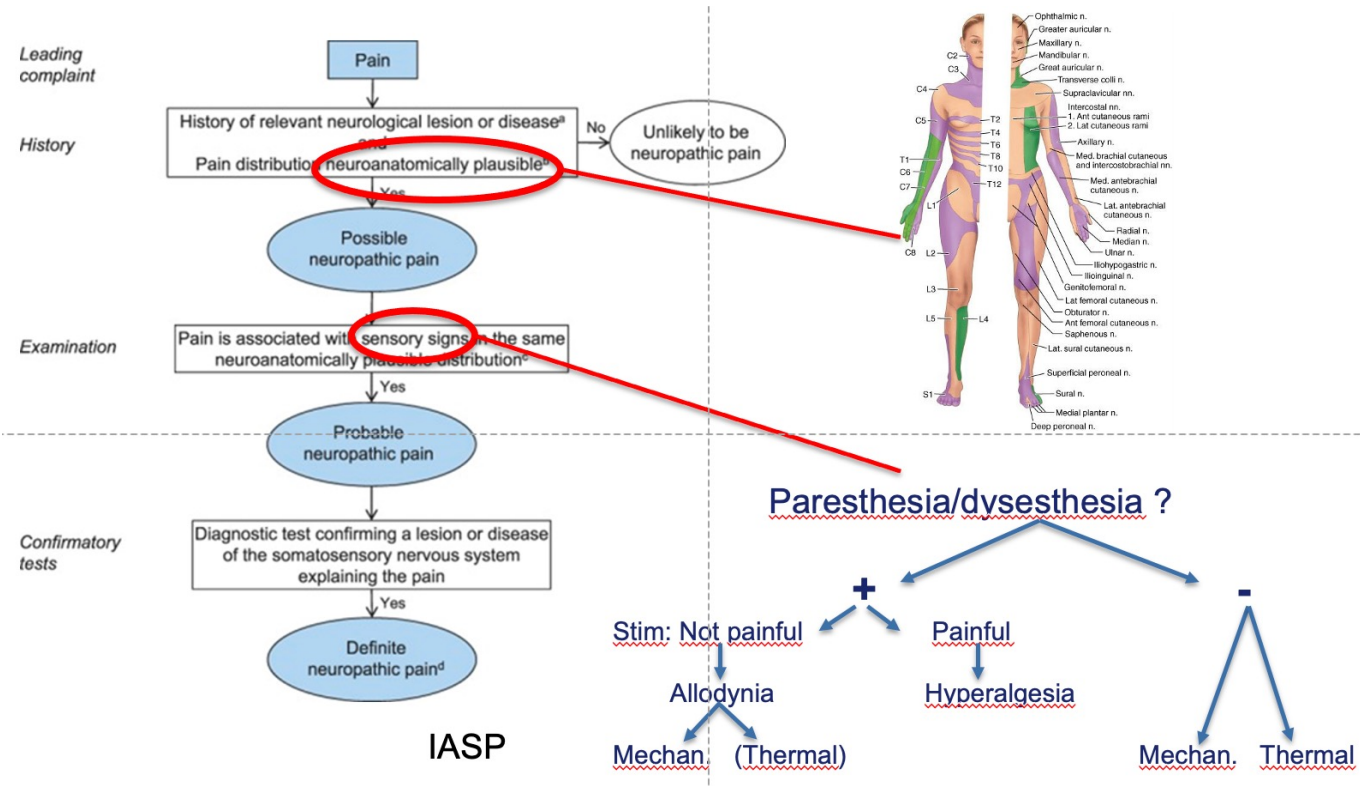 Leading
complaint
Pain
History
History of relevant neurological lesion or disease^a
and
Pain distribution neuroanatomically plausible^b
No
Unlikely to be
neuropathic pain
Yes
Possible
neuropathic pain
Examination
Pain is associated with sensory signs in the same
neuroanatomically plausible distribution^c
Yes
Probable
neuropathic pain
Confirmatory
tests
Diagnostic test confirming a lesion or disease
of the somatosensory nervous system
explaining the pain
Yes
Definite
neuropathic pain^d
IASP
C2
C3
C4
C5
T1
C6
C7
C8
T2
T4
T6
T8
T10
T12
L1
L2
L3
L5
L4
S1
Ophthalmic n.
Greater auricular n.
Maxillary n.
Mandibular n.
Great auricular n.
Transverse colli n.
Supraclavicular nn.
Intercostal nn.
1. Ant cutaneous rami
2. Lat cutaneous rami
Axillary n.
Med. brachial cutaneous
and intercostobrachial nn.
Med. antebrachial
cutaneous n.
Lat. antebrachial
cutaneous n.
Radial n.
Median n.
Ulnar n.
Iliohypogastric n.
Ilioinguinal n.
Genitofemoral n.
Lat femoral cutaneous n.
Obturator n.
Ant femoral cutaneous n.
Saphenous n.
Lat. sural cutaneous n.
Superficial peroneal n.
Sural n.
Medial plantar n.
Deep peroneal n.
Paresthesia/dysesthesia ?
+
-
Stim: Not painful
Painful
Allodynia
Hyperalgesia
Mechan.
(Thermal)
Mechan.
Thermal